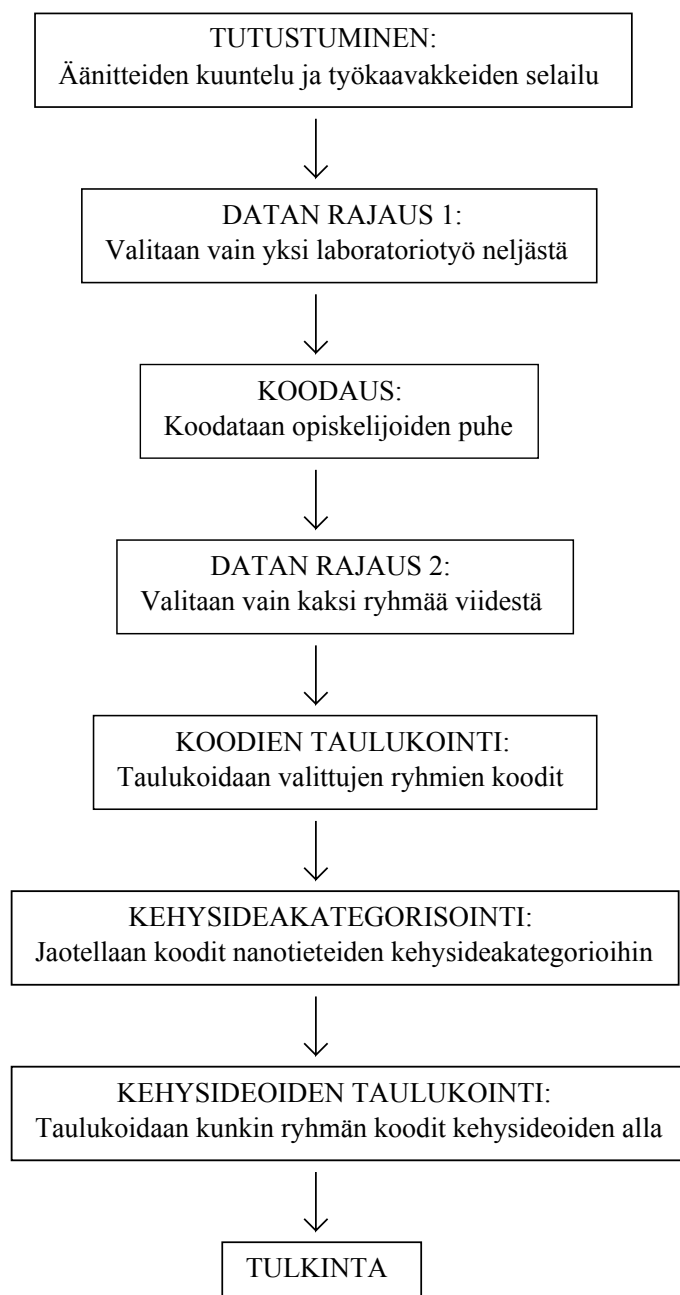 TUTUSTUMINEN:
Äänitteiden kuuntelu ja työkaavakkeiden selailu
DATAN RAJAUS 1:
Valitaan vain yksi laboratoriotyö neljästä
KOODAUS:
Koodataan opiskelijoiden puhe
DATAN RAJAUS 2:
Valitaan vain kaksi ryhmää viidestä
KOODIEN TAULUKOINTI:
Taulukoidaan valittujen ryhmien koodit
KEHYSIDEAKATEGORISOINTI:
Jaotellaan koodit nanotieteiden kehysideakategorioihin
KEHYSIDEOIDEN TAULUKOINTI:
Taulukoidaan kunkin ryhmän koodit kehysideoiden alla
TULKINTA